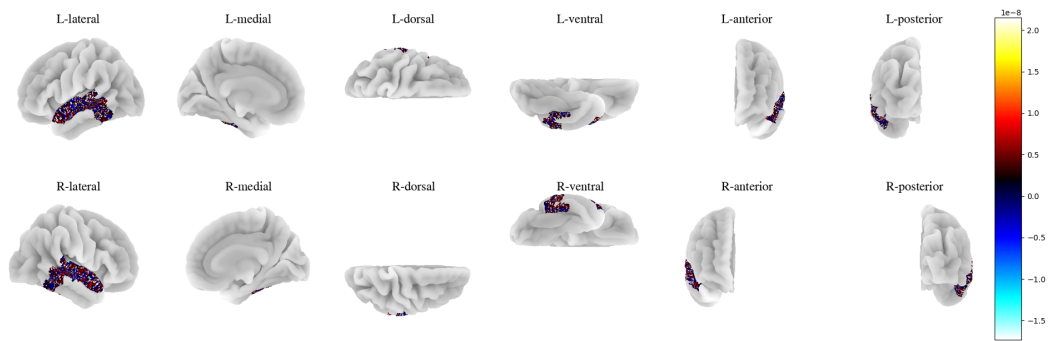 1e−8
L-lateral L-medial L-dorsal L-ventral L-anterior L-posterior
2.0
1.5
1.0
0.5
R-lateral R-medial R-dorsal R-ventral R-anterior R-posterior
0.0
−0.5
−1.0
−1.5